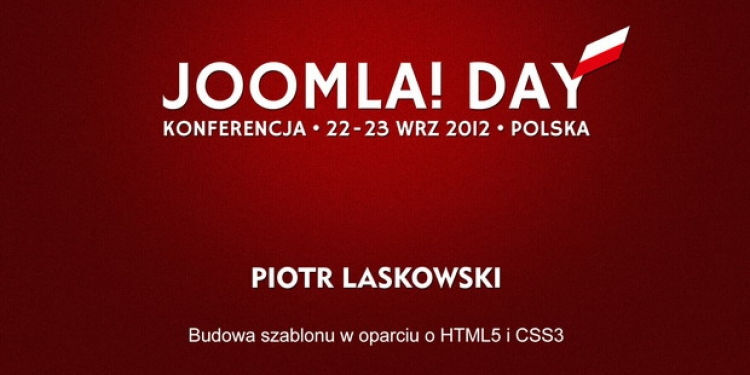 JOOMLA! DAY
KONFERENCJA • 22-23 WRZ 2012 • POLSKA
PIOTR LASKOWSKI
Budowa szablonu w oparciu o HTML5 i CSS3